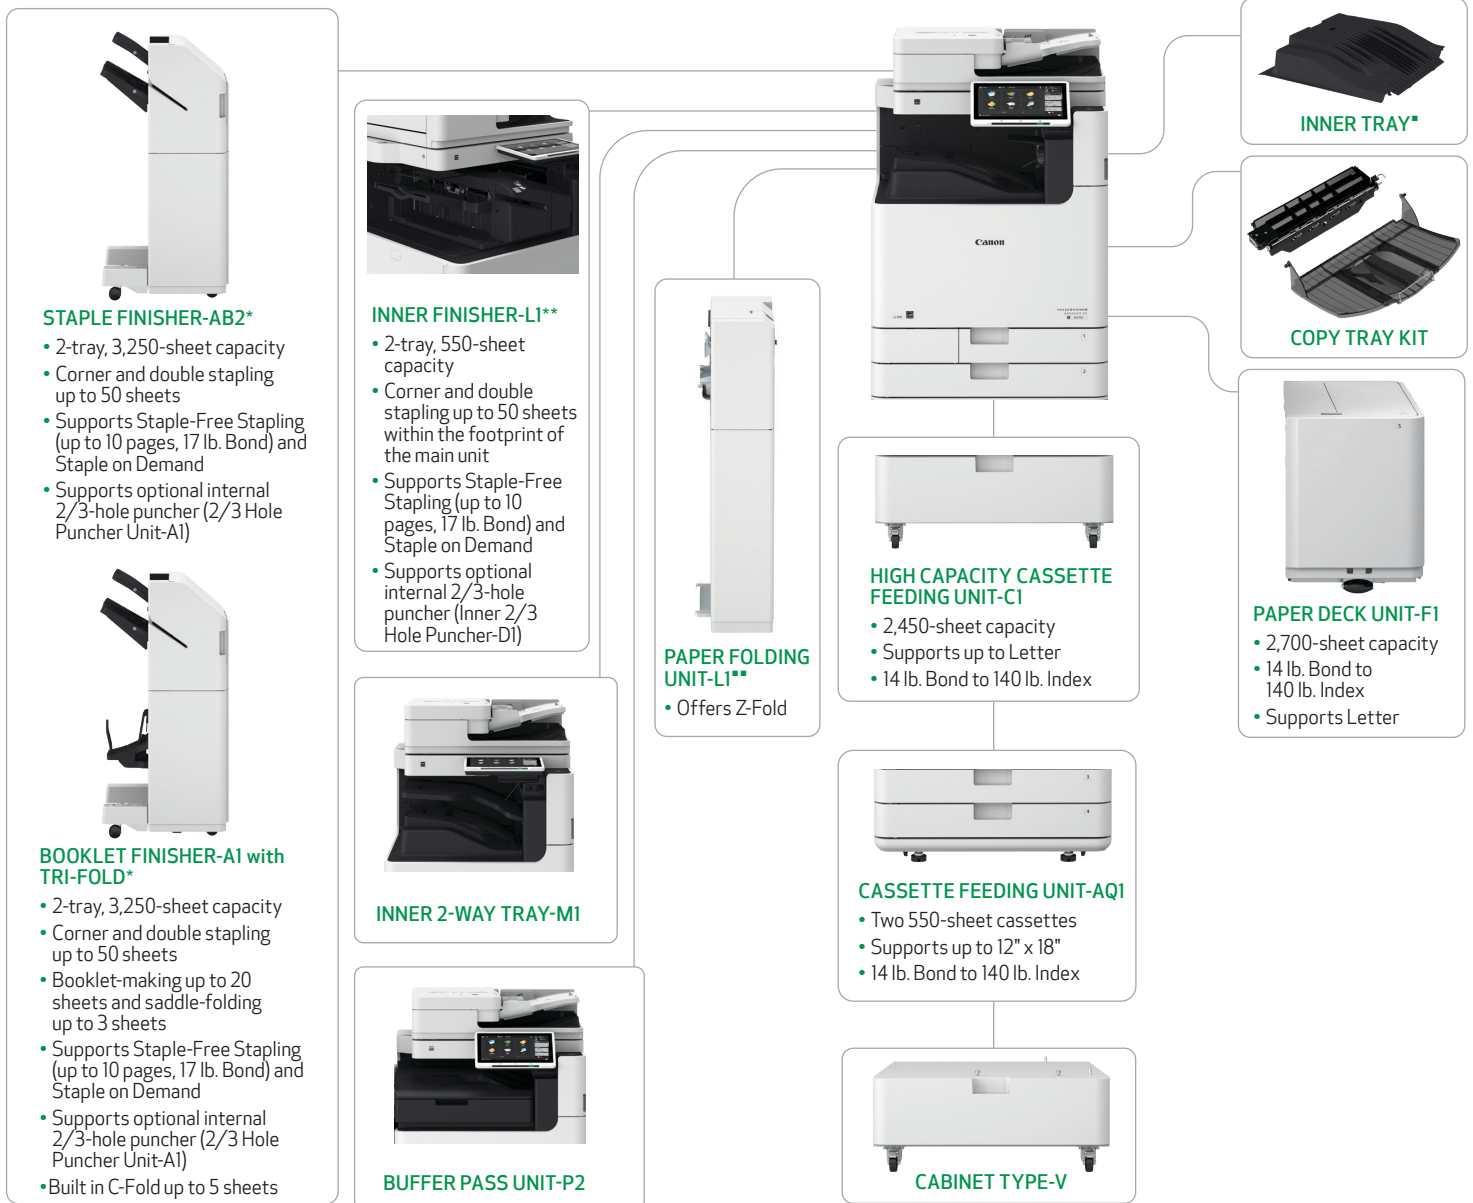 STAPLE FINISHER-AB2*
• 2-tray, 3,250-sheet capacity
• Corner and double stapling
up to 50 sheets
• Supports Staple-Free Stapling
(up to 10 pages, 17 lb. Bond) and
Staple on Demand
• Supports optional internal
2/3-hole puncher (2/3 Hole
Puncher Unit-A1)
BOOKLET FINISHER-A1 with
TRI-FOLD*
• 2-tray, 3,250-sheet capacity
• Corner and double stapling
up to 50 sheets
• Booklet-making up to 20
sheets and saddle-folding
up to 3 sheets
• Supports Staple-Free Stapling
(up to 10 pages, 17 lb. Bond) and
Staple on Demand
• Supports optional internal
2/3-hole puncher (2/3 Hole
Puncher Unit-A1)
• Built in C-Fold up to 5 sheets
INNER FINISHER-L1**
• 2-tray, 550-sheet
capacity
• Corner and double
stapling up to 50 sheets
within the footprint of
the main unit
• Supports Staple-Free
Stapling (up to 10
pages, 17 lb. Bond) and
Staple on Demand
• Supports optional
internal 2/3-hole
puncher (Inner 2/3
Hole Puncher-D1)
INNER 2-WAY TRAY-M1
BUFFER PASS UNIT-P2
PAPER FOLDING
UNIT-L1▪▪
• Offers Z-Fold
Canon
1
2
HIGH CAPACITY CASSETTE
FEEDING UNIT-C1
• 2,450-sheet capacity
• Supports up to Letter
• 14 lb. Bond to 140 lb. Index
3
4
CASSETTE FEEDING UNIT-AQ1
• Two 550-sheet cassettes
• Supports up to 12" x 18"
• 14 lb. Bond to 140 lb. Index
CABINET TYPE-V
INNER TRAY▪
COPY TRAY KIT
5
PAPER DECK UNIT-F1
• 2,700-sheet capacity
• 14 lb. Bond to
140 lb. Index
• Supports Letter